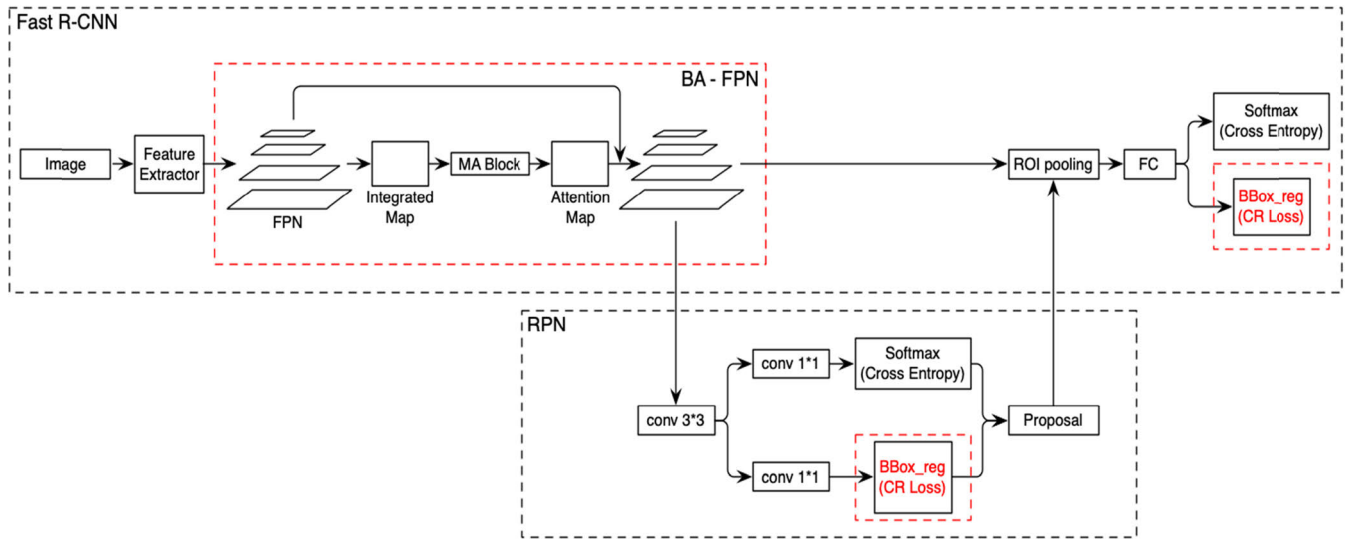 Fast R-CNN
BA - FPN
Image
Feature
Extractor
FPN
Integrated
Map
MA Block
Attention
Map
ROI pooling
FC
Softmax
(Cross Entropy)
BBox_reg
(CR Loss)
RPN
conv 3*3
conv 1*1
Softmax
(Cross Entropy)
conv 1*1
BBox_reg
(CR Loss)
Proposal